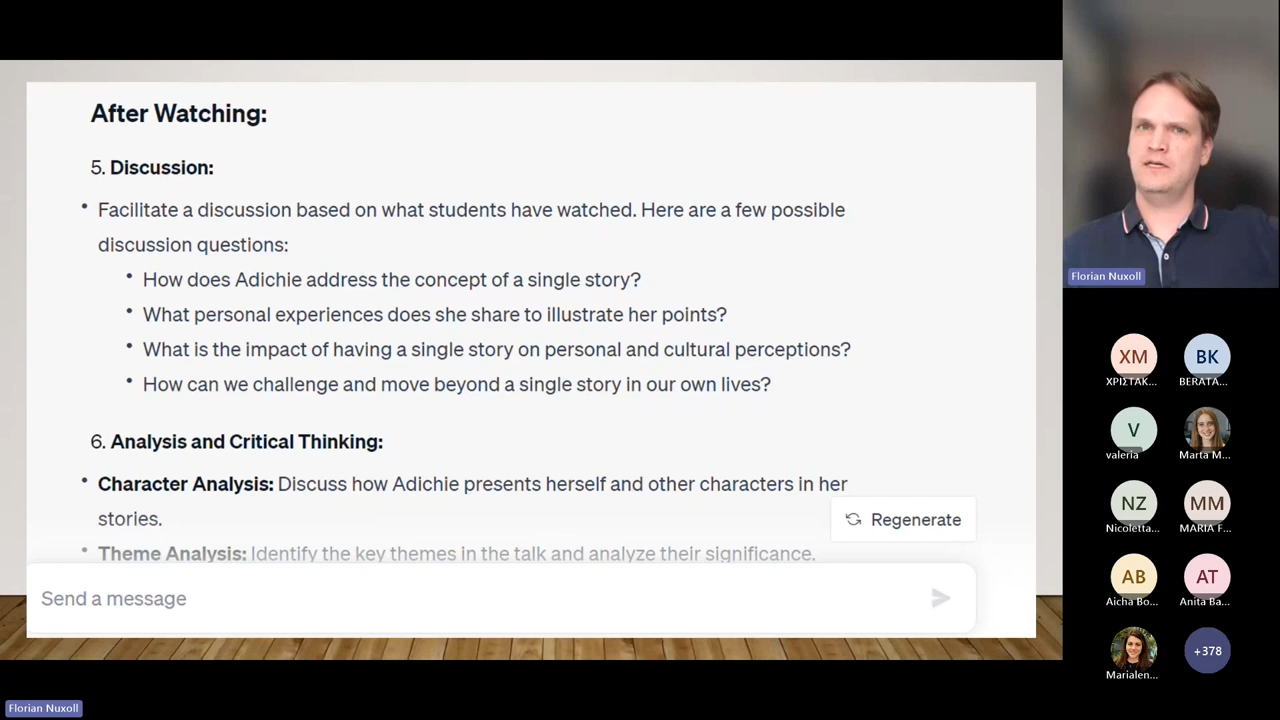 After Watching:
5. Discussion:
• Facilitate a discussion based on what students have watched. Here are a few possible
discussion questions:
• How does Adichie address the concept of a single story?
• What personal experiences does she share to illustrate her points?
• What is the impact of having a single story on personal and cultural perceptions?
• How can we challenge and move beyond a single story in our own lives?
6. Analysis and Critical Thinking:
• Character Analysis: Discuss how Adichie presents herself and other characters in her
stories.
Regenerate
• Theme Analysis: Identify the key themes in the talk and analyze their significance.
Send a message
Florian Nuxoll
Florian Nuxoll
XM
BK
ΧΡΙΣΤΑΚ...
BERATA...
V
valeria
Marta M...
NZ
MM
Nicoletta...
MARIA F...
AB
AT
Aicha Bo...
Anita Ba...
+378
Marialen...